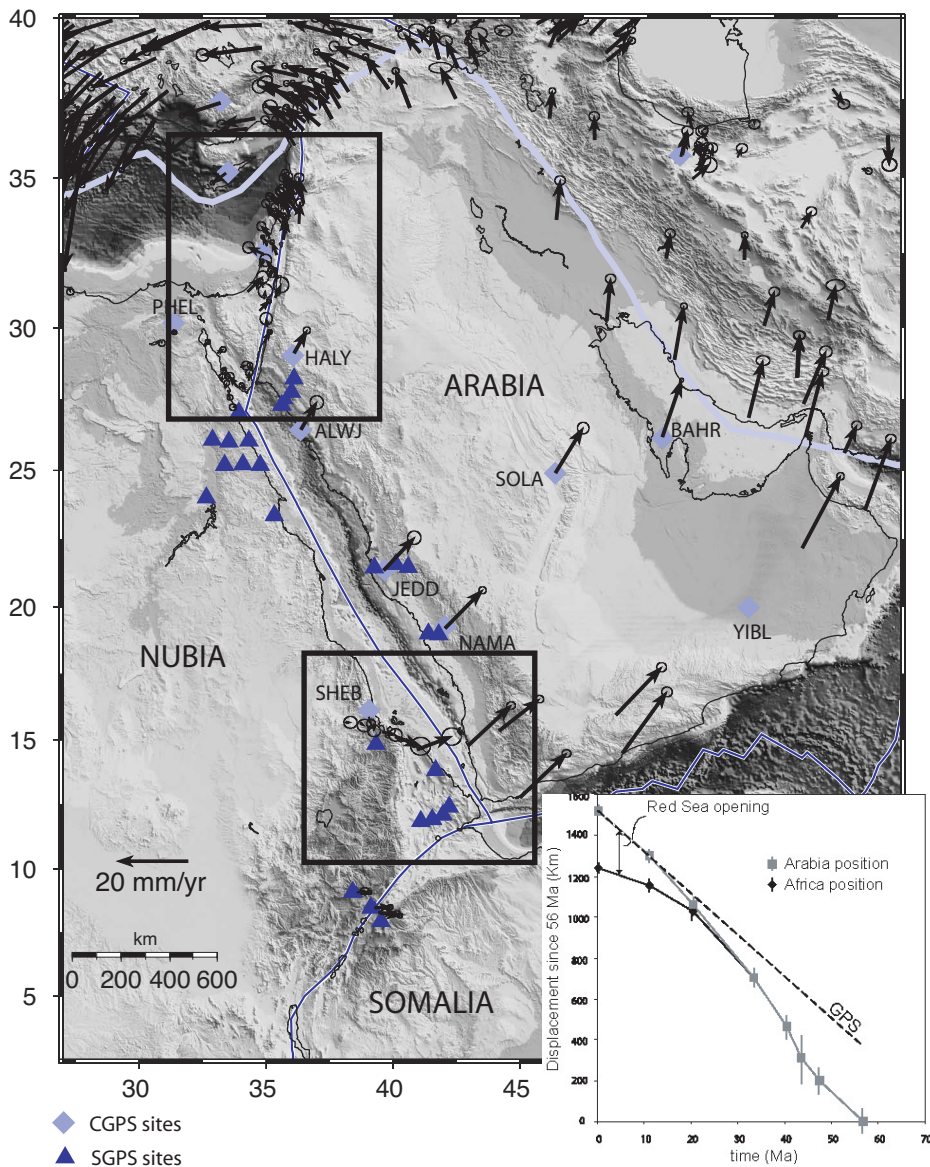 40
35
30
25
20
15
10
5
PHEL
HALY
ALWJ
ARABIA
BAHR
SOLA
JEDD
NAMA
YIBL
NUBIA
SHEB
20 mm/yr
km
0 200 400 600
SOMALIA
30 35 40 45
CGPS sites
SGPS sites
Red Sea opening
Arabia position
Africa position
GPS
Displacement since 56 Ma (Km)
1600
1400
1200
1000
800
600
400
200
0
0 10 20 30 40 50 60 70
time (Ma)